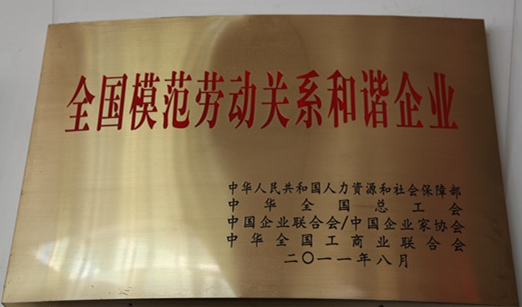 全国模范劳动关系和谐企业
中华人民共和国人力资源和社会保障部
中华全国总工会
中国企业联合会/中国企业家协会
中华全国工商业联合会
二〇一一年八月